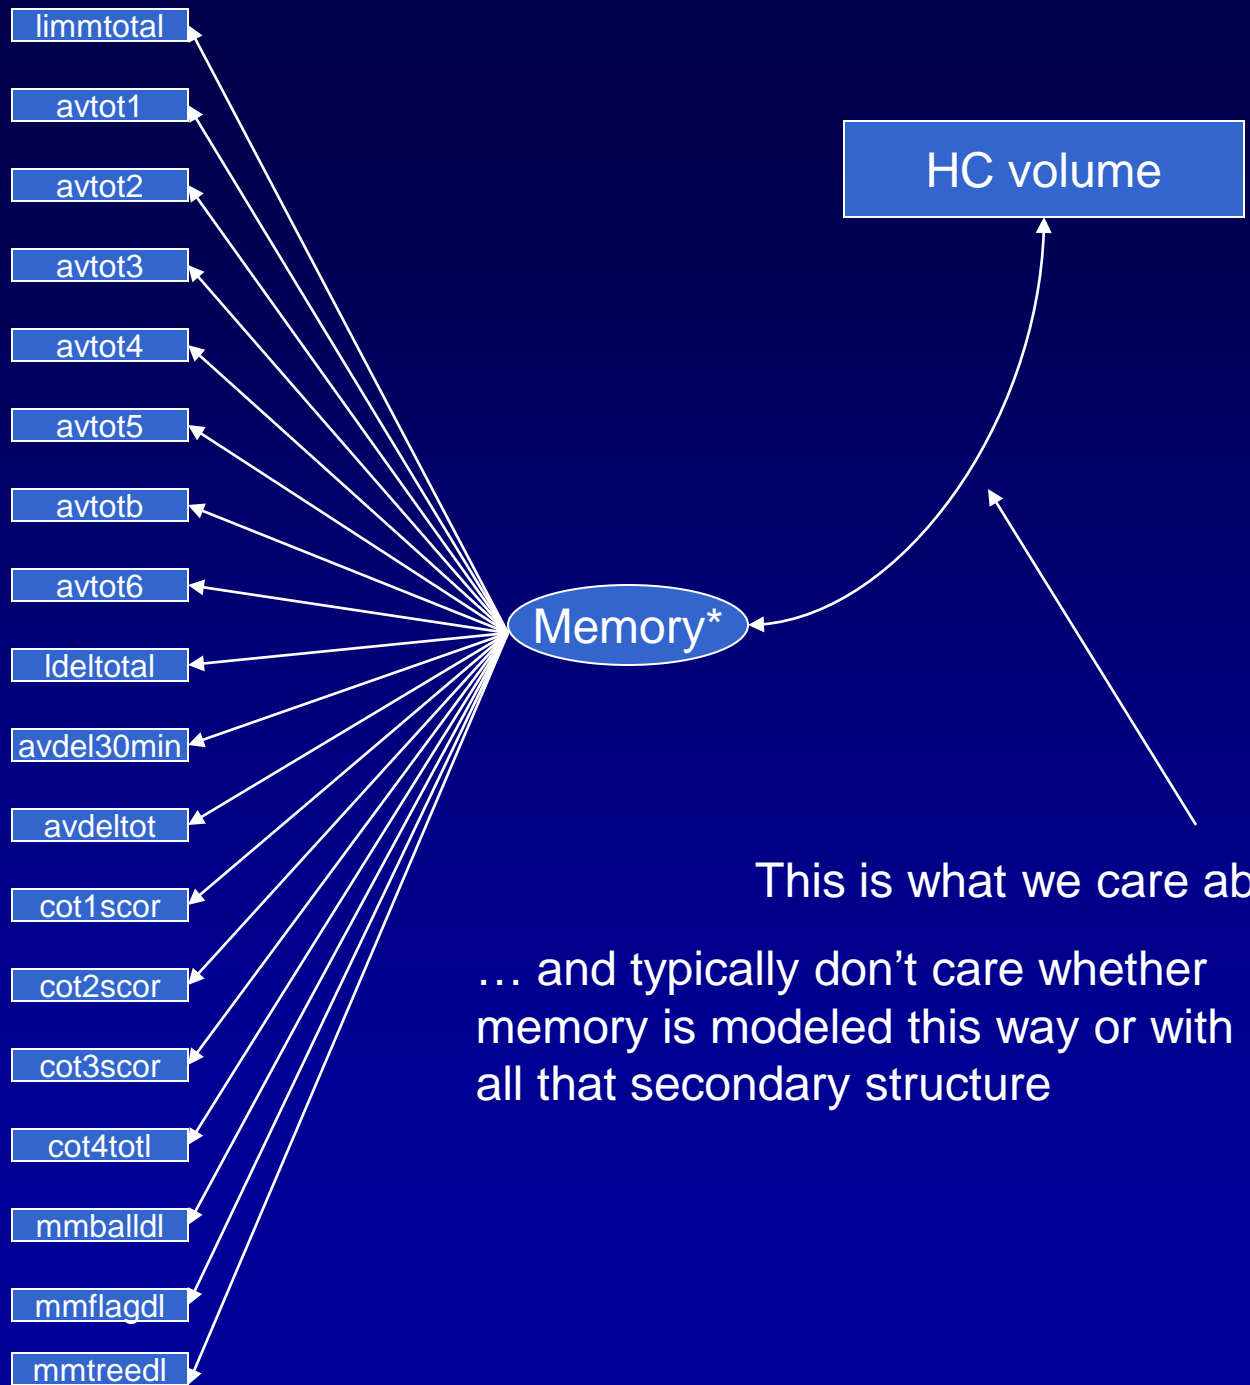 limmtotal
avtot1
HC volume
avtot2
avtot3
avtot4
avtot5
avtotb
avtot6
Memory*
ldeltotal
avdel30min
avdeltot
This is what we care ab
cot1scor
… and typically don’t care whether
memory is modeled this way or with
all that secondary structure
cot2scor
cot3scor
cot4totl
mmballdl
mmflagdl
mmtreedl